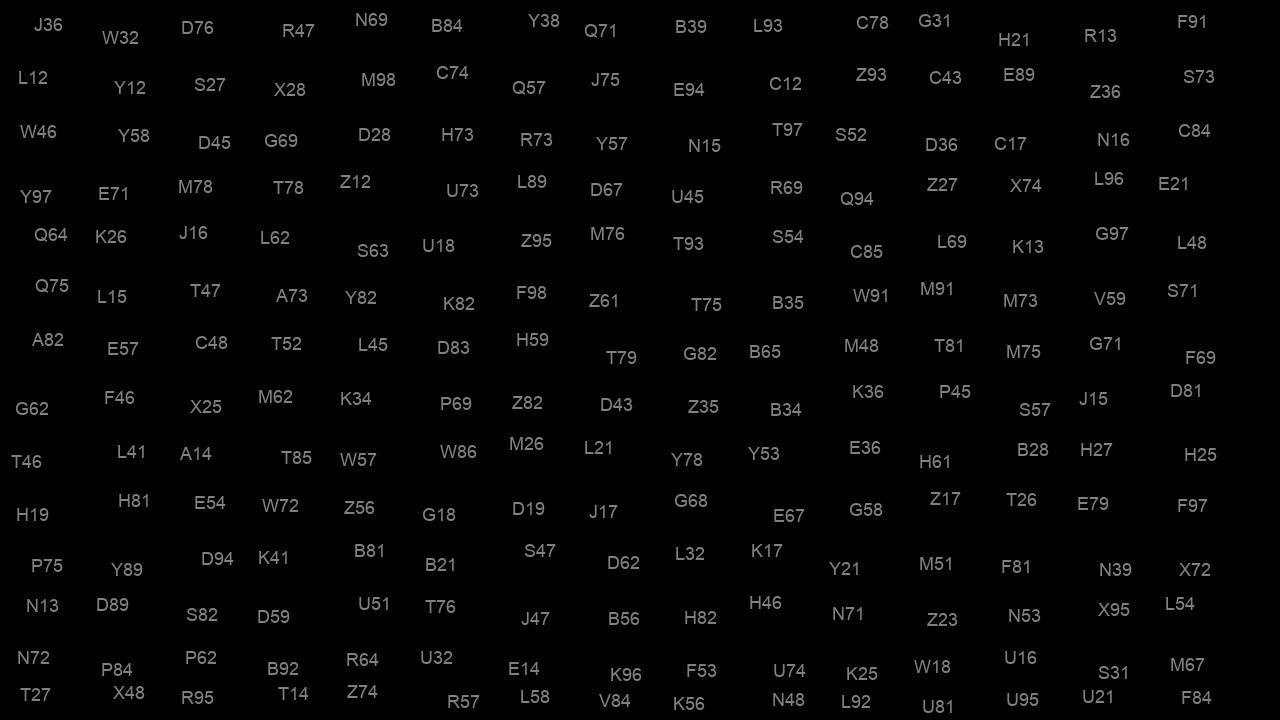 J36 W32 D76 R47 N69 B84 Y38 Q71 B39 L93 C78 G31 H21 R13 F91
L12 Y12 S27 X28 M98 C74 Q57 J75 E94 C12 Z93 C43 E89 Z36 S73
W46 Y58 D45 G69 D28 H73 R73 Y57 N15 T97 S52 D36 C17 N16 C84
Y97 E71 M78 T78 Z12 U73 L89 D67 U45 R69 Q94 Z27 X74 L96 E21
Q64 K26 J16 L62 S63 U18 Z95 M76 T93 S54 C85 L69 K13 G97 L48
Q75 L15 T47 A73 Y82 K82 F98 Z61 T75 B35 W91 M91 M73 V59 S71
A82 E57 C48 T52 L45 D83 H59 T79 G82 B65 M48 T81 M75 G71 F69
G62 F46 X25 M62 K34 P69 Z82 D43 Z35 B34 K36 P45 S57 J15 D81
T46 L41 A14 T85 W57 W86 M26 L21 Y78 Y53 E36 H61 B28 H27 H25
H19 H81 E54 W72 Z56 G18 D19 J17 G68 E67 G58 Z17 T26 E79 F97
P75 Y89 D94 K41 B81 B21 S47 D62 L32 K17 Y21 M51 F81 N39 X72
N13 D89 S82 D59 U51 T76 J47 B56 H82 H46 N71 Z23 N53 X95 L54
N72 P84 P62 B92 R64 U32 E14 K96 F53 U74 K25 W18 U16 S31 M67
T27 X48 R95 T14 Z74 R57 L58 V84 K56 N48 L92 U81 U95 U21 F84